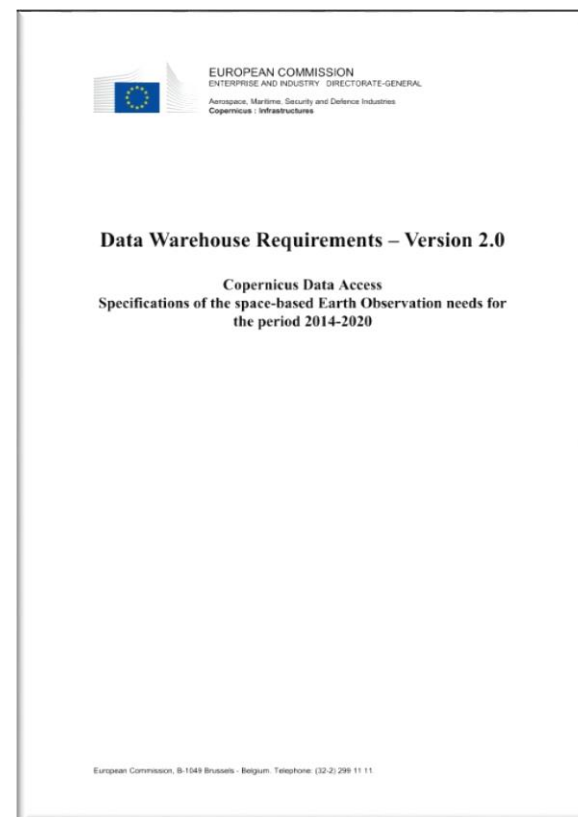 EUROPEAN COMMISSION
ENTERPRISE AND INDUSTRY DIRECTORATE-GENERAL
Aerospace, Maritime, Security and Defence Industries
Copernicus : Infrastructures
Data Warehouse Requirements – Version 2.0
Copernicus Data Access
Specifications of the space-based Earth Observation needs for
the period 2014-2020
European Commission, B-1049 Brussels - Belgium. Telephone: (32-2) 299 11 11.